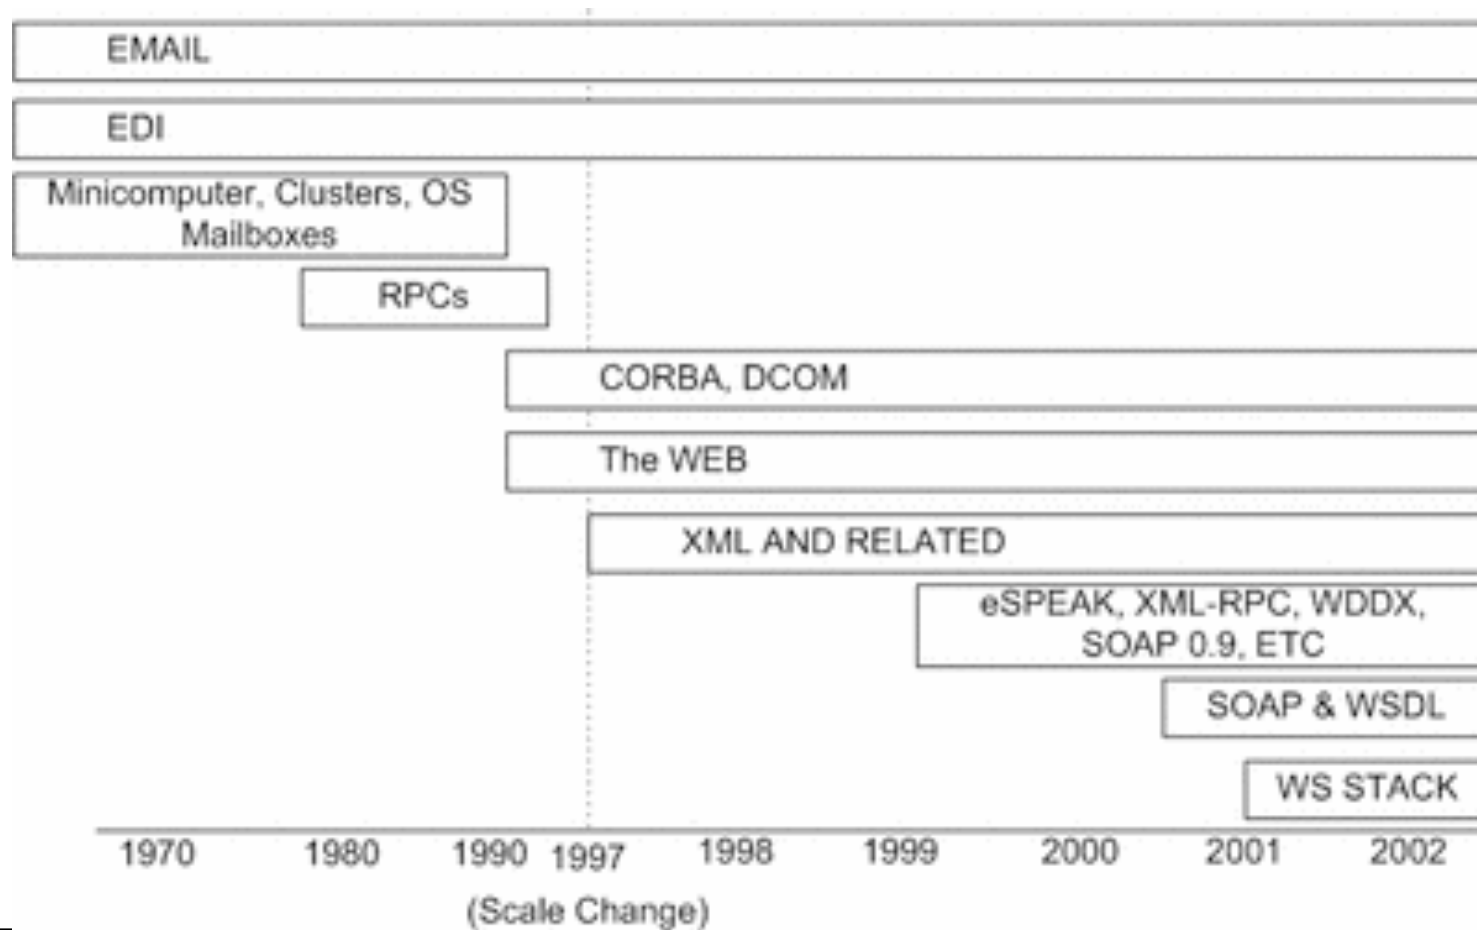 EMAIL
EDI
Minicomputer, Clusters, OS
Mailboxes
RPCs
CORBA, DCOM
The WEB
XML AND RELATED
eSPEAK, XML-RPC, WDDX,
SOAP 0.9, ETC
SOAP & WSDL
WS STACK
1970 1980 1990 1997 1998 1999 2000 2001 2002
(Scale Change)